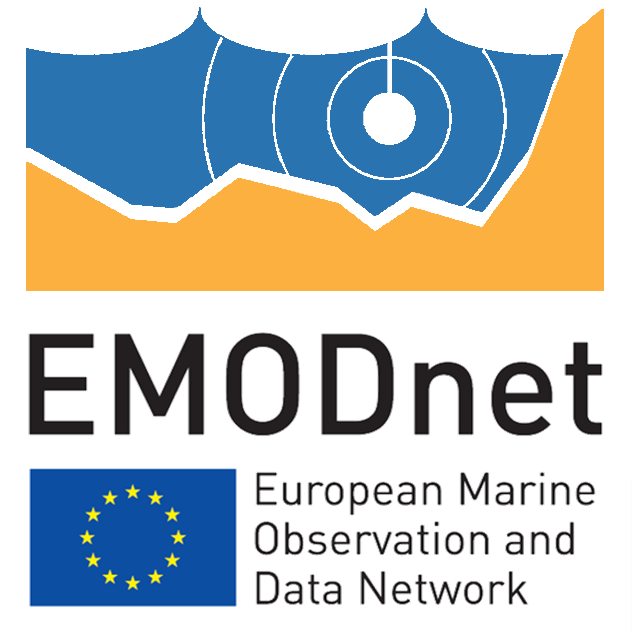 EMODnet
European Marine
Observation and
Data Network